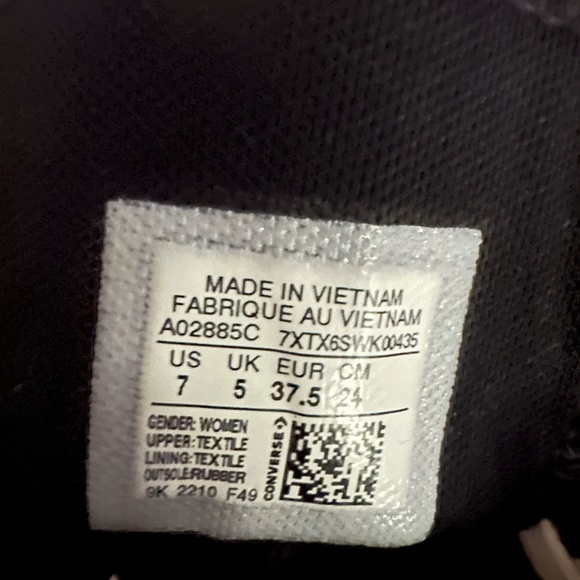 MADE IN VIETNAM
FABRIQUE AU VIETNAM
A02885C 7XTX6SWK00435
US UK EUR CM
7 5 37.5 24
GENDER: WOMEN
UPPER:TEXTILE
LINING:TEXTILE
OUTSOLE:RUBBER
9K 2210 F49
CONVERSE